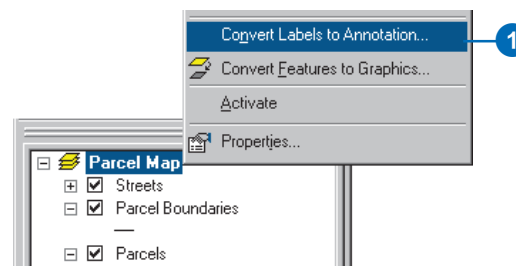 Convert Labels to Annotation...
1
Convert Features to Graphics...
Activate
Properties...
Parcel Map
Streets
Parcel Boundaries
Parcels